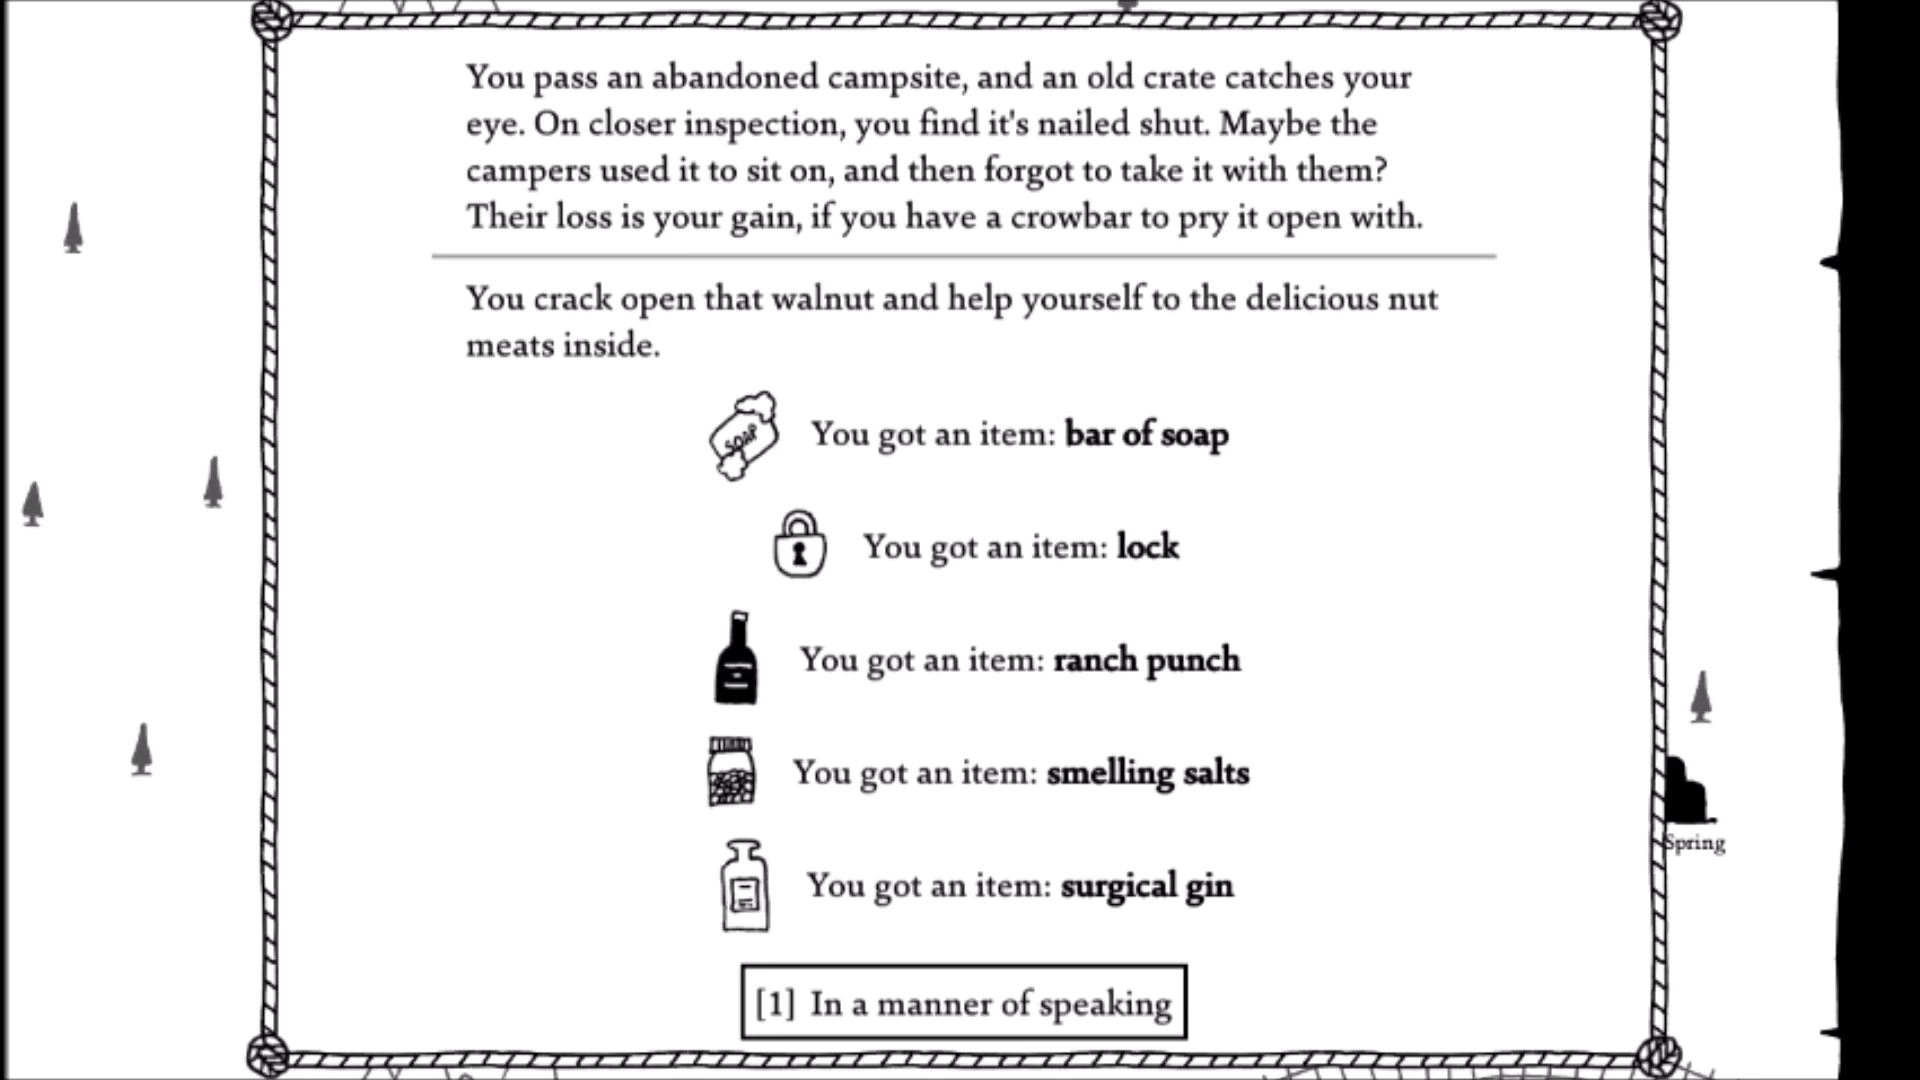 You pass an abandoned campsite, and an old crate catches your
eye. On closer inspection, you find it's nailed shut. Maybe the
campers used it to sit on, and then forgot to take it with them?
Their loss is your gain, if you have a crowbar to pry it open with.
You crack open that walnut and help yourself to the delicious nut
meats inside.
SOAP
You got an item: bar of soap
You got an item: lock
You got an item: ranch punch
You got an item: smelling salts
You got an item: surgical gin
Spring
[1] In a manner of speaking